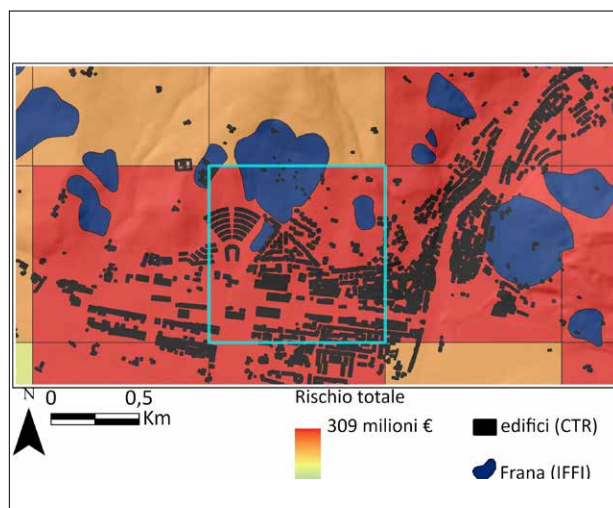 N
0
0,5
Km
Rischio totale
309 milioni €
edifici (CTR)
Frana (IFFI)